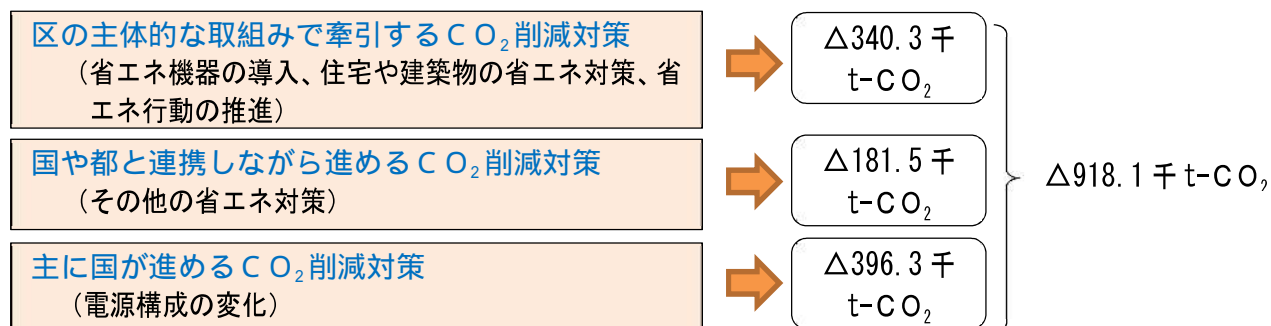 区の主体的な取組みで牽引するＣＯ₂削減対策
（省エネ機器の導入、住宅や建築物の省エネ対策、省
エネ行動の推進）
△340.3 千
t-ＣＯ₂
国や都と連携しながら進めるＣＯ₂削減対策
（その他の省エネ対策）
△181.5 千
t-ＣＯ₂
主に国が進めるＣＯ₂削減対策
（電源構成の変化）
△396.3 千
t-ＣＯ₂
△918.1 千 t-ＣＯ₂